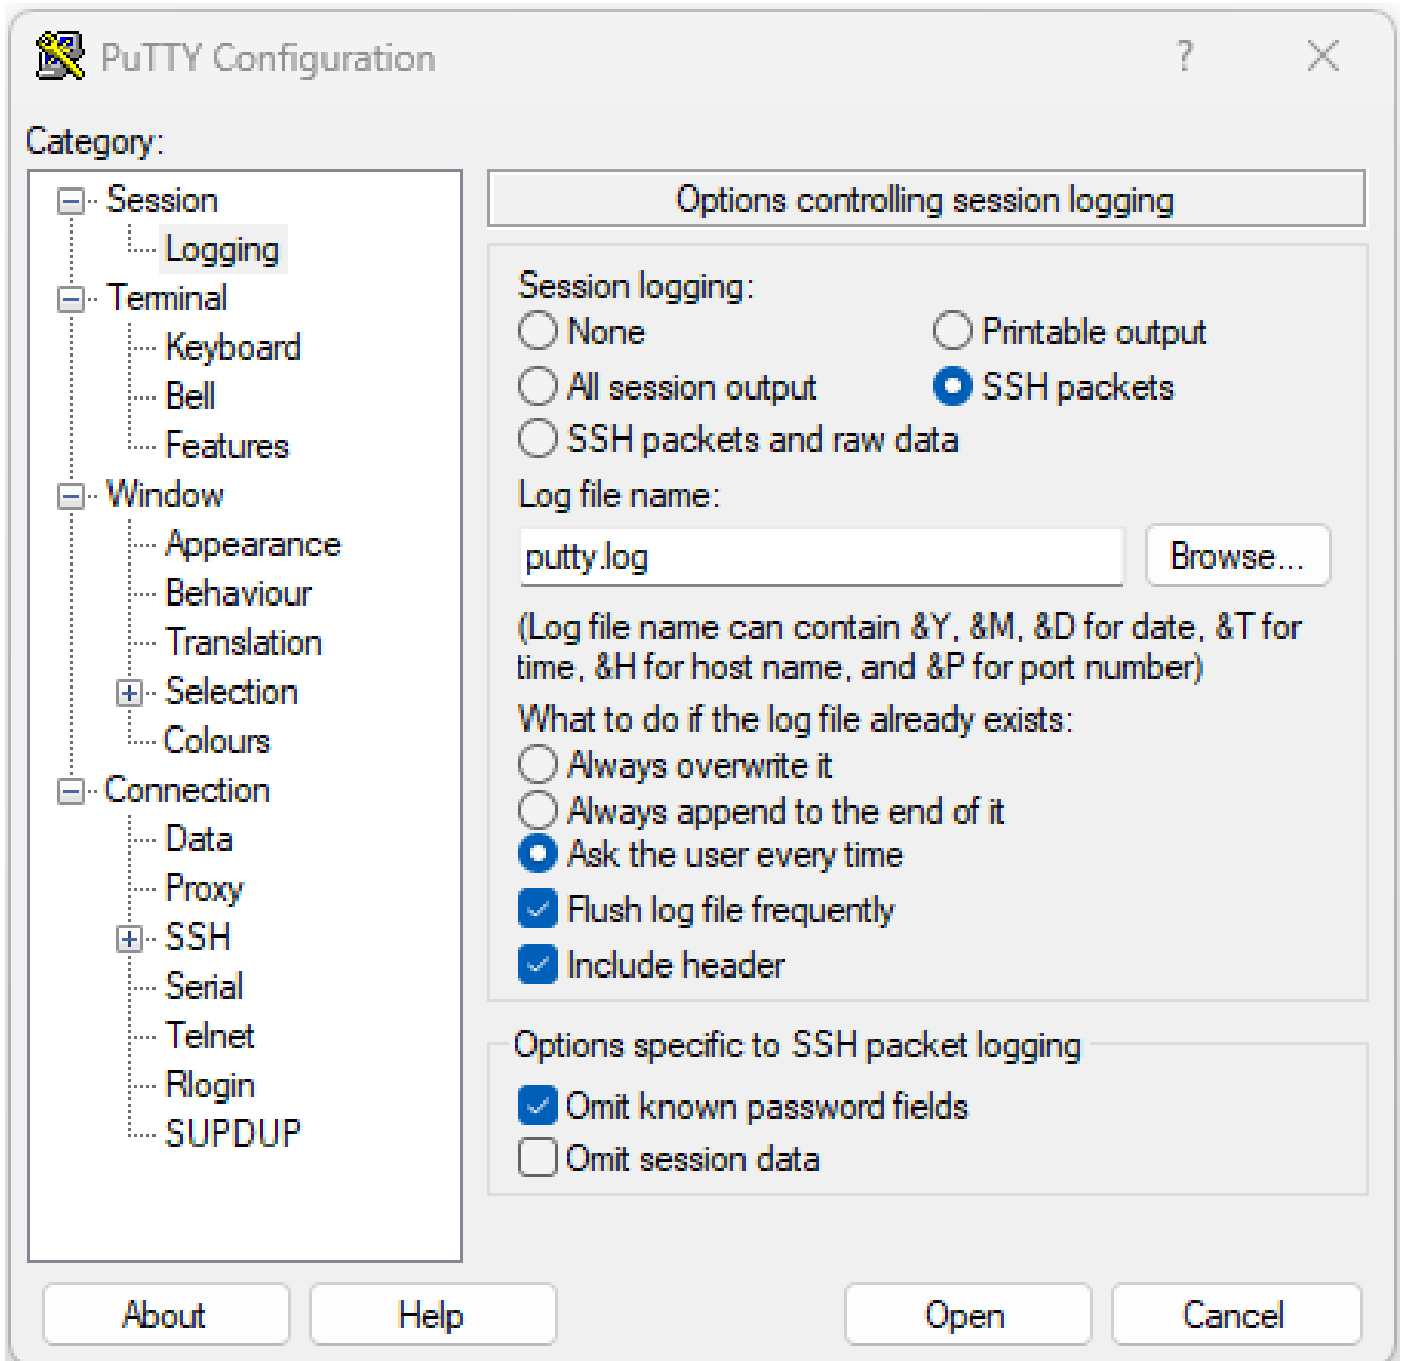 PuTTY Configuration
?
Category:
Session
Logging
Terminal
Keyboard
Bell
Features
Window
Appearance
Behaviour
Translation
Selection
Colours
Connection
Data
Proxy
SSH
Serial
Telnet
Rlogin
SUPDUP
Options controlling session logging
Session logging:
None
Printable output
All session output
SSH packets
SSH packets and raw data
Log file name:
putty.log
Browse...
(Log file name can contain &Y, &M, &D for date, &T for
time, &H for host name, and &P for port number)
What to do if the log file already exists:
Always overwrite it
Always append to the end of it
Ask the user every time
Flush log file frequently
Include header
Options specific to SSH packet logging
Omit known password fields
Omit session data
About
Help
Open
Cancel